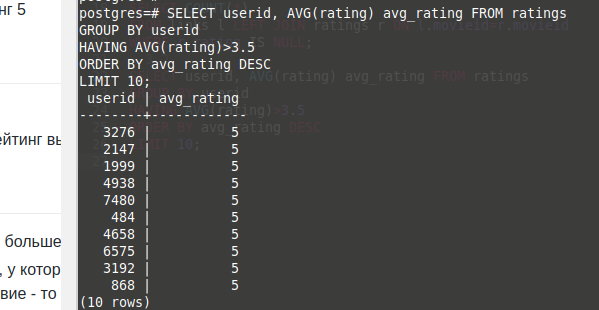 нг 5
йтинг вы
больше
, у котор
вие - то
postgres=# SELECT userid, AVG(rating) avg_rating FROM ratings
GROUP BY userid
HAVING AVG(rating)>3.5
ORDER BY avg_rating DESC
LIMIT 10;
 userid | avg_rating
--------+------------
   3276 |          5
   2147 |          5
   1999 |          5
   4938 |          5
   7480 |          5
    484 |          5
   4658 |          5
   6575 |          5
   3192 |          5
    868 |          5
(10 rows)